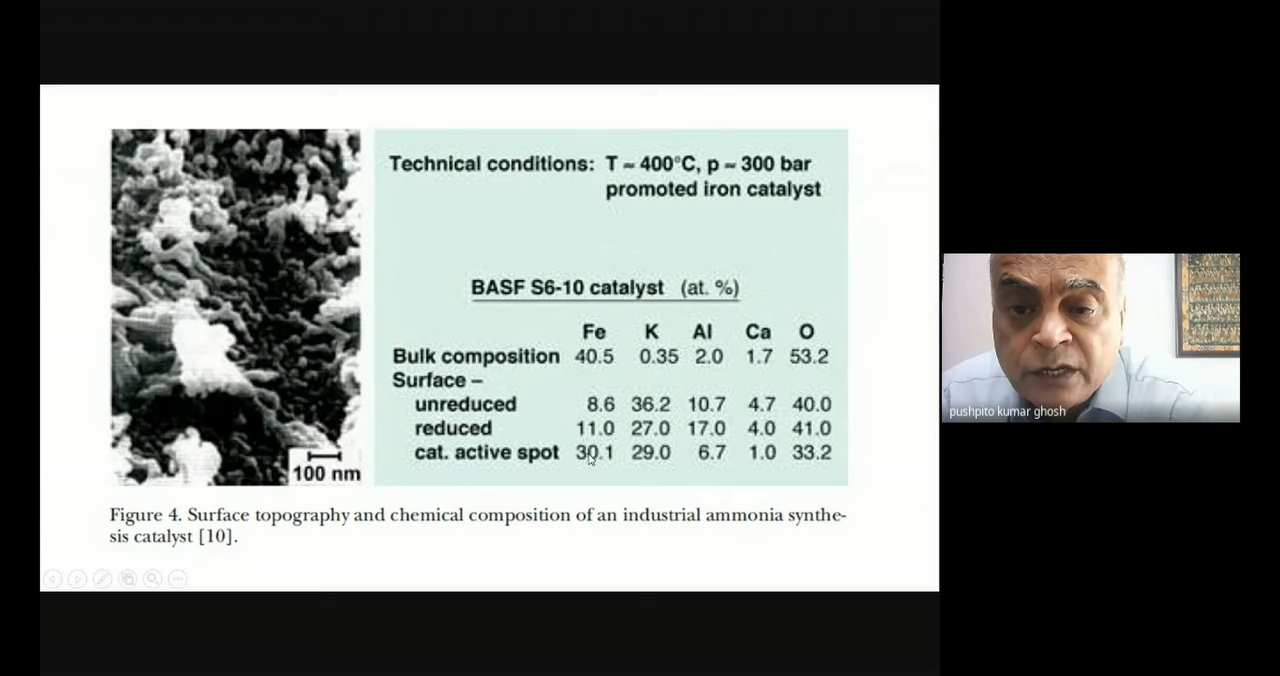 Technical conditions: T ~ 400°C, p ~ 300 bar
promoted iron catalyst
BASF S6-10 catalyst (at. %)
Fe K Al Ca O
Bulk composition 40.5 0.35 2.0 1.7 53.2
Surface –
unreduced 8.6 36.2 10.7 4.7 40.0
reduced 11.0 27.0 17.0 4.0 41.0
cat. active spot 30.1 29.0 6.7 1.0 33.2
100 nm
Figure 4. Surface topography and chemical composition of an industrial ammonia synthe-
sis catalyst [10].
pushpito kumar ghosh